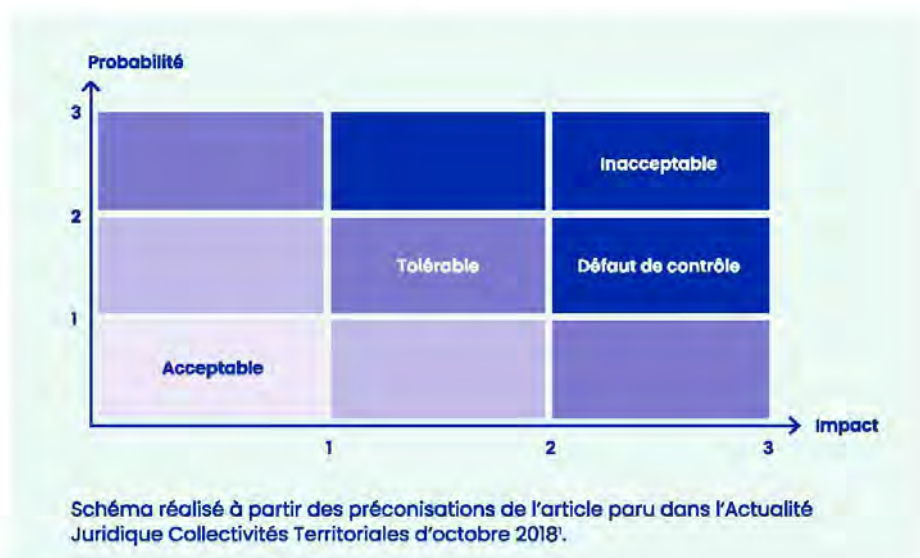 Probabilité
3
Inacceptable
2
Tolérable Défaut de contrôle
1
Acceptable
Impact
1 2 3
Schéma réalisé à partir des préconisations de l'article paru dans l'Actualité
Juridique Collectivités Territoriales d'octobre 2018¹.